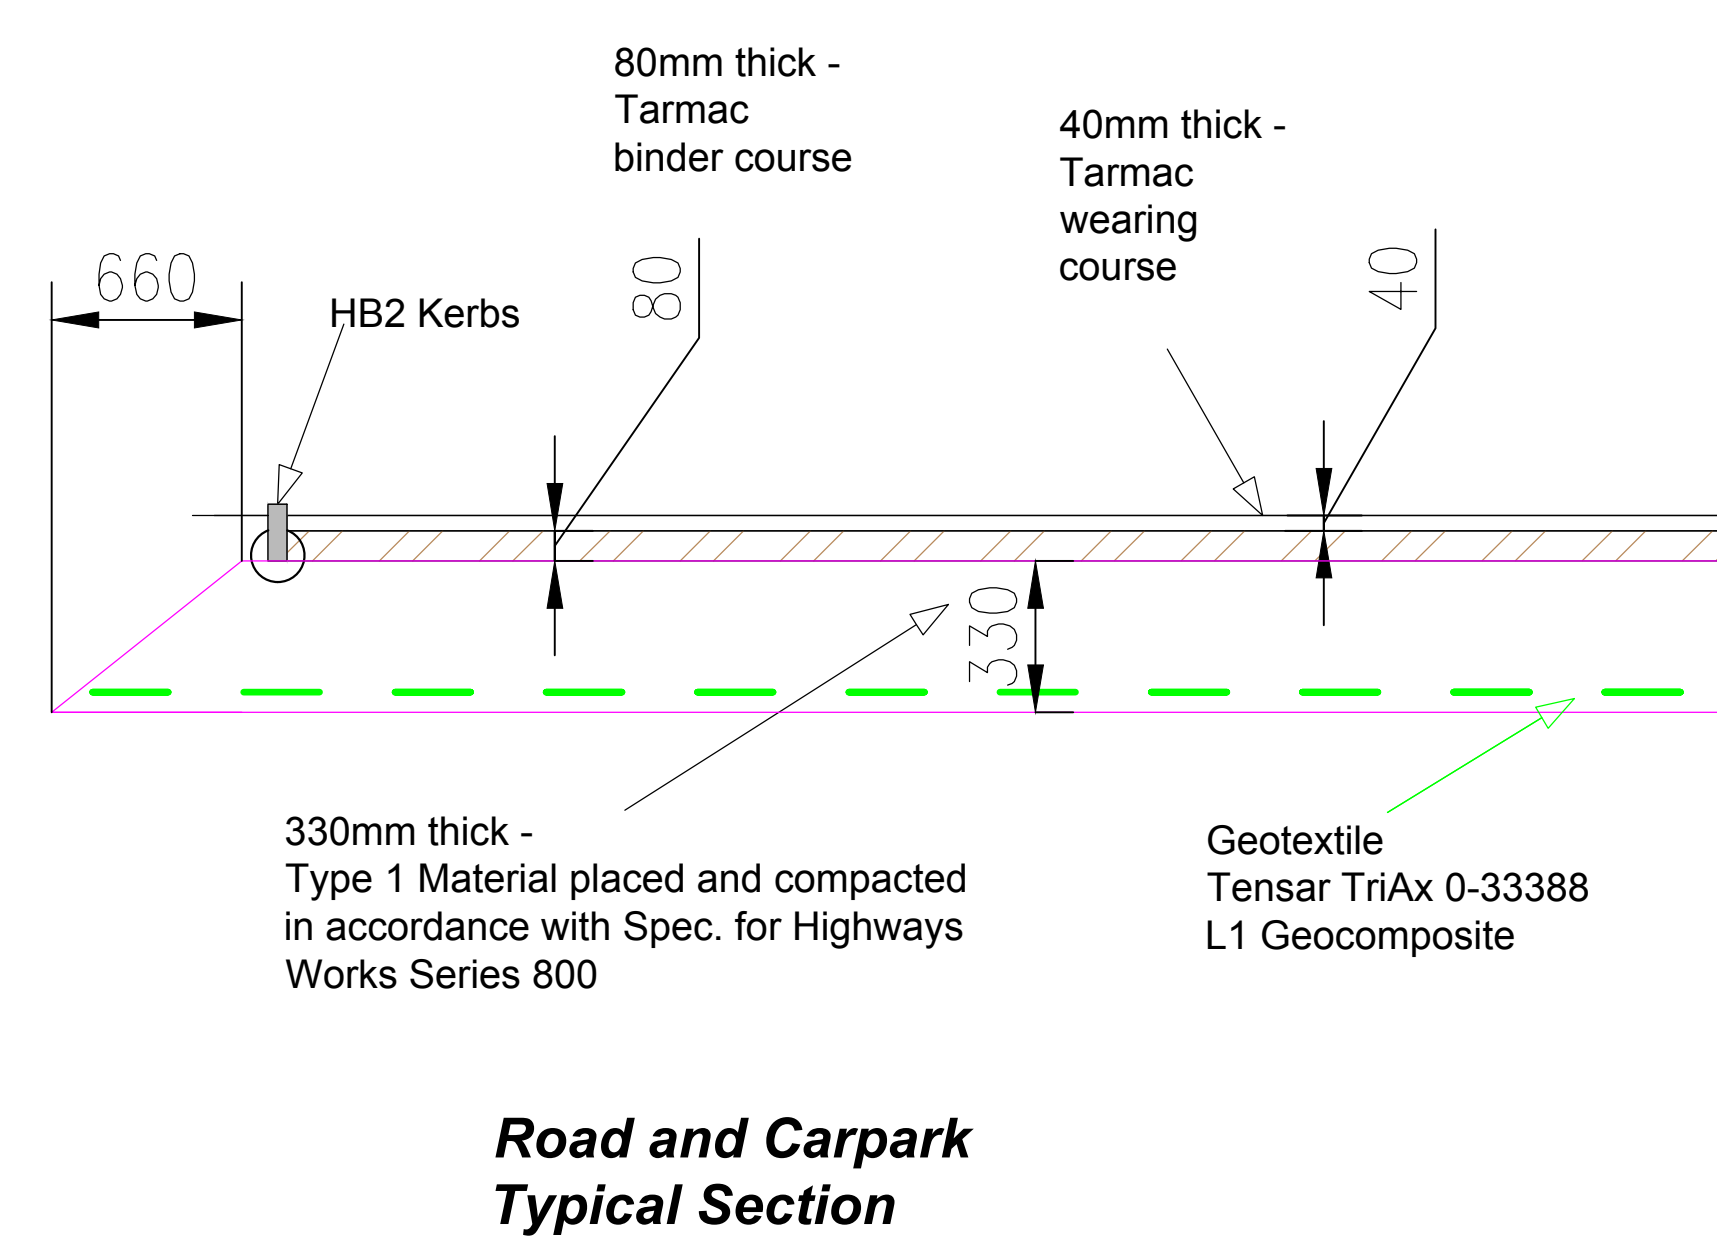 80mm thick -
Tarmac
binder course
40mm thick -
Tarmac
wearing
course
660
HB2 Kerbs
80
40
330
330mm thick -
Type 1 Material placed and compacted
in accordance with Spec. for Highways
Works Series 800
Geotextile
Tensar TriAx 0-33388
L1 Geocomposite
Road and Carpark
Typical Section